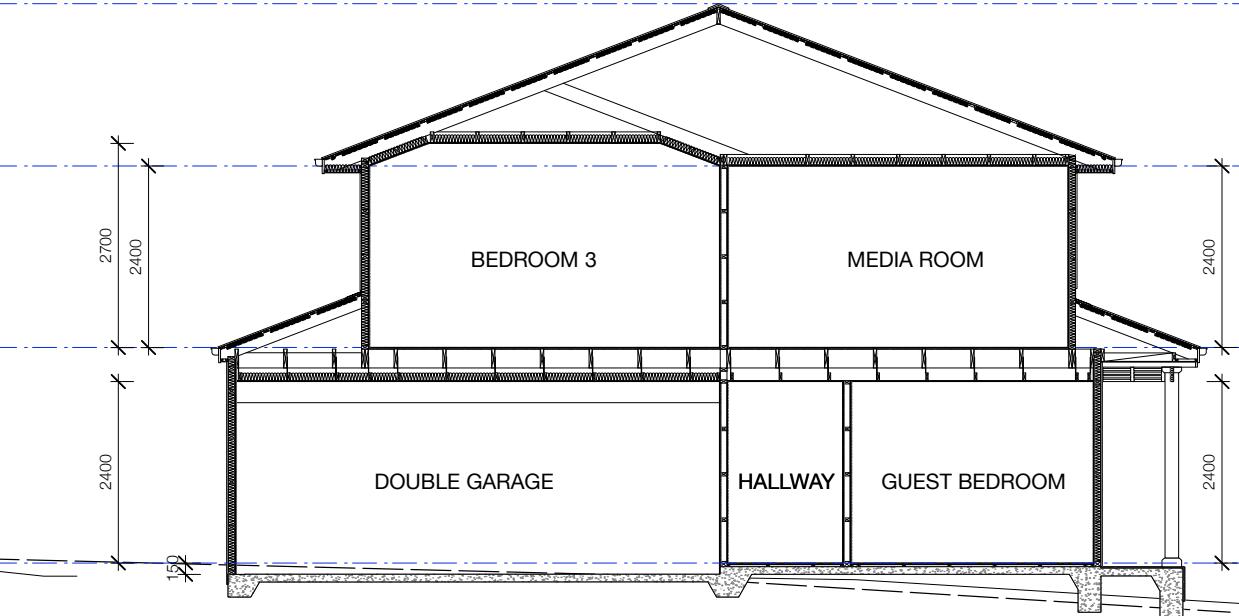 2700
2400
BEDROOM 3
MEDIA ROOM
2400
2400
DOUBLE GARAGE
HALLWAY
GUEST BEDROOM
2400
150